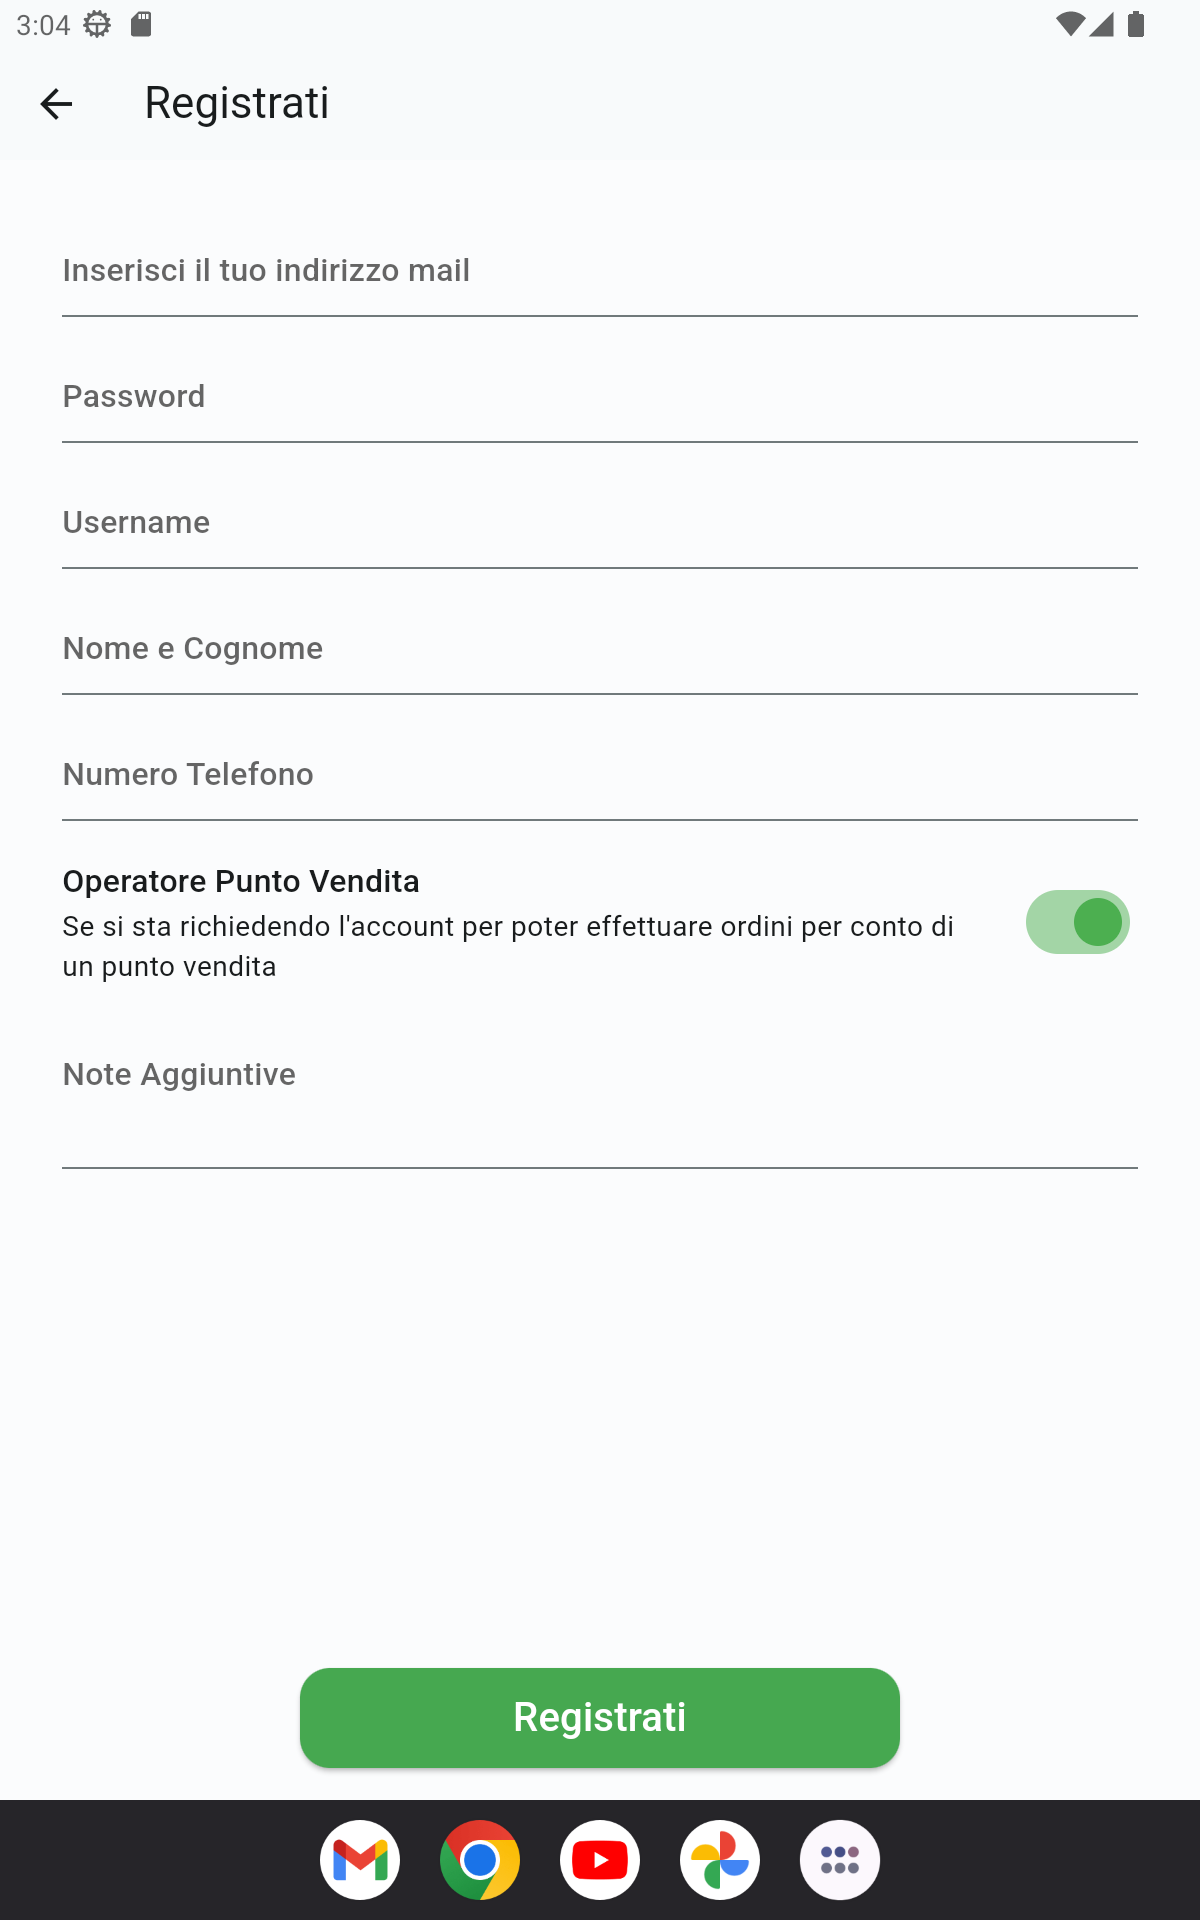 3:04
Registrati
Inserisci il tuo indirizzo mail
Password
Username
Nome e Cognome
Numero Telefono
Operatore Punto Vendita
Se si sta richiedendo l'account per poter effettuare ordini per conto di
un punto vendita
Note Aggiuntive
Registrati